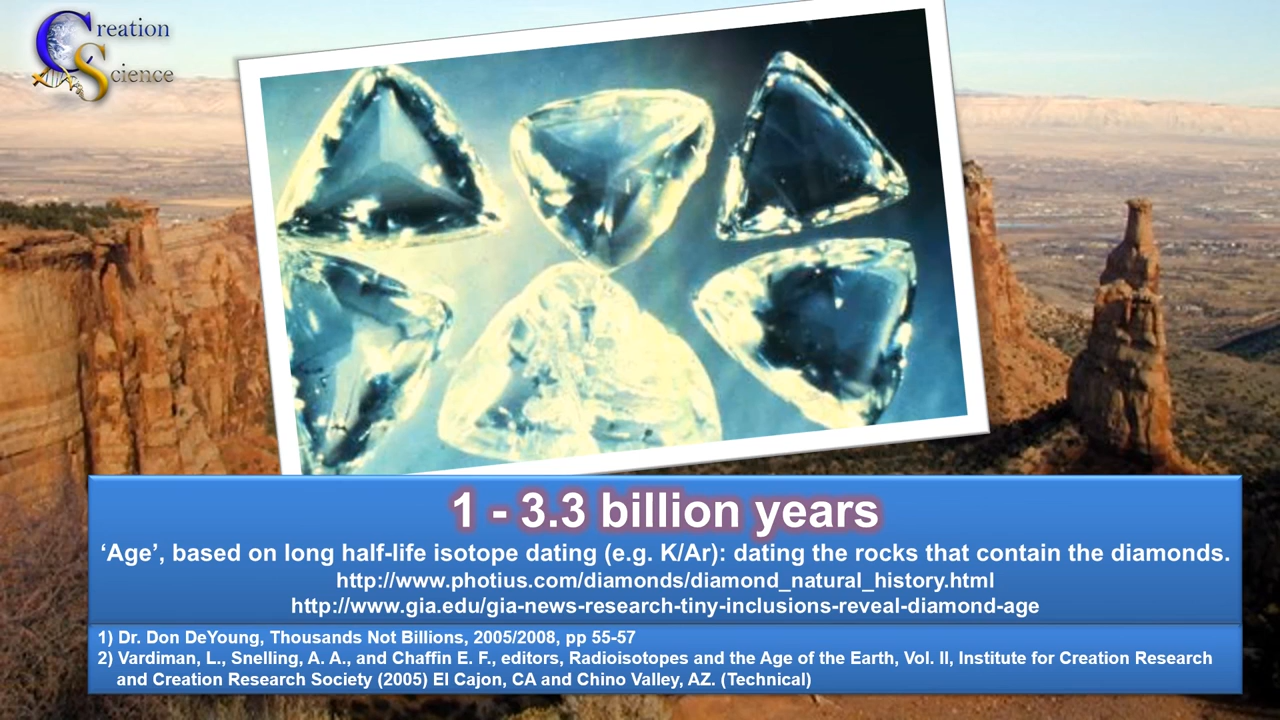 Creation
Science
1 - 3.3 billion years
‘Age’, based on long half-life isotope dating (e.g. K/Ar): dating the rocks that contain the diamonds.
http://www.photius.com/diamonds/diamond_natural_history.html
http://www.gia.edu/gia-news-research-tiny-inclusions-reveal-diamond-age
1) Dr. Don DeYoung, Thousands Not Billions, 2005/2008, pp 55-57
2) Vardiman, L., Snelling, A. A., and Chaffin E. F., editors, Radioisotopes and the Age of the Earth, Vol. II, Institute for Creation Research
and Creation Research Society (2005) El Cajon, CA and Chino Valley, AZ. (Technical)